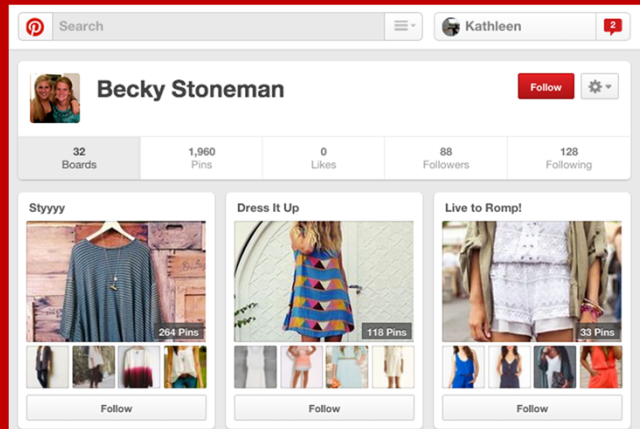 Search
Kathleen
2
Becky Stoneman
Follow
32 1,960 0 88 128
Boards Pins Likes Followers Following
Styyyy Dress It Up Live to Romp!
264 Pins 118 Pins 33 Pins
Follow Follow Follow